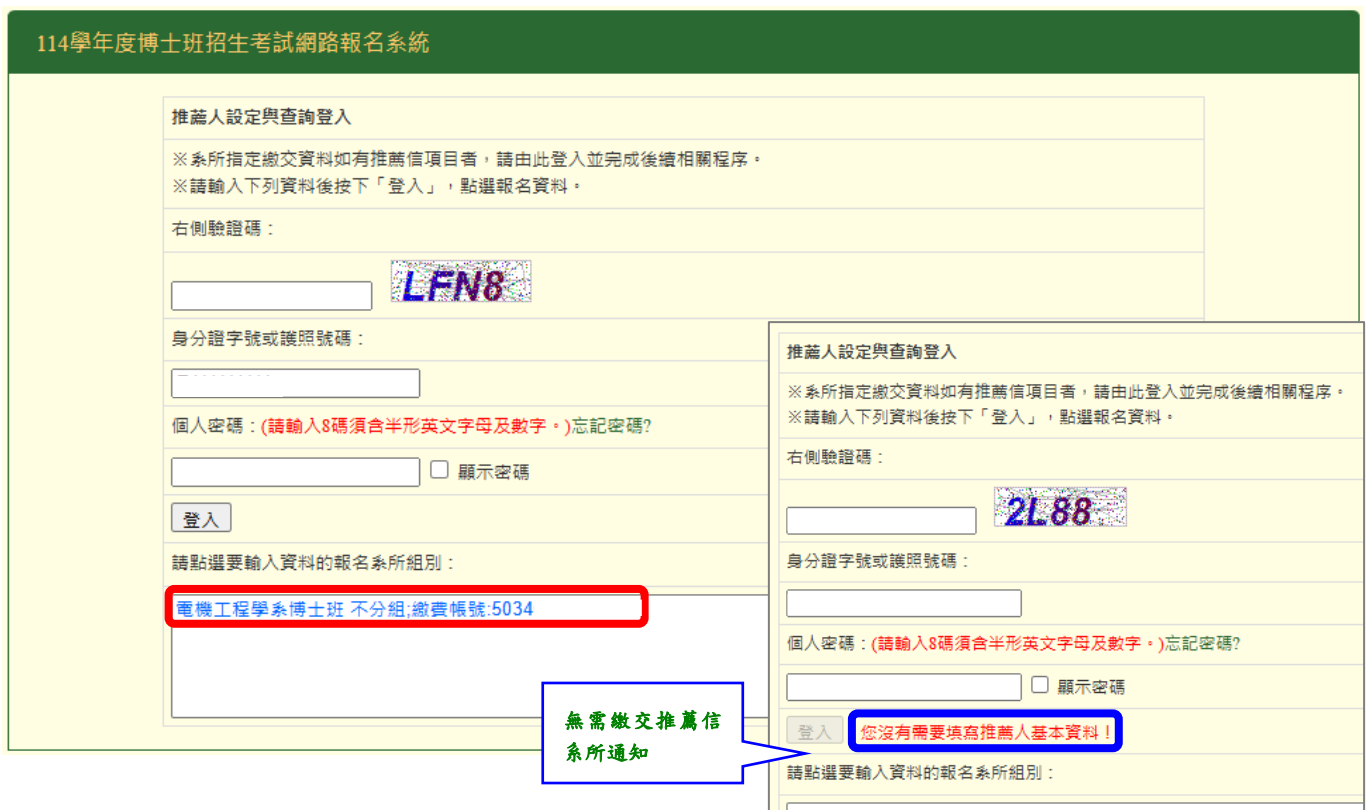 114學年度博士班招生考試網路報名系統
推薦人設定與查詢登入
※系所指定繳交資料如有推薦信項目者，請由此登入並完成後續相關程序。
※請輸入下列資料後按下「登入」，點選報名資料。
右側驗證碼：
LFN8
身分證字號或護照號碼：
個人密碼：(請輸入8碼須含半形英文字母及數字。)忘記密碼?
顯示密碼
登入
請點選要輸入資料的報名系所組別：
電機工程學系博士班 不分組;繳費帳號:5034
無需繳交推薦信
系所通知
推薦人設定與查詢登入
※系所指定繳交資料如有推薦信項目者，請由此登入並完成後續相關程序。
※請輸入下列資料後按下「登入」，點選報名資料。
右側驗證碼：
2L88
身分證字號或護照號碼：
個人密碼：(請輸入8碼須含半形英文字母及數字。)忘記密碼?
顯示密碼
登入 您沒有需要填寫推薦人基本資料！
請點選要輸入資料的報名系所組別：